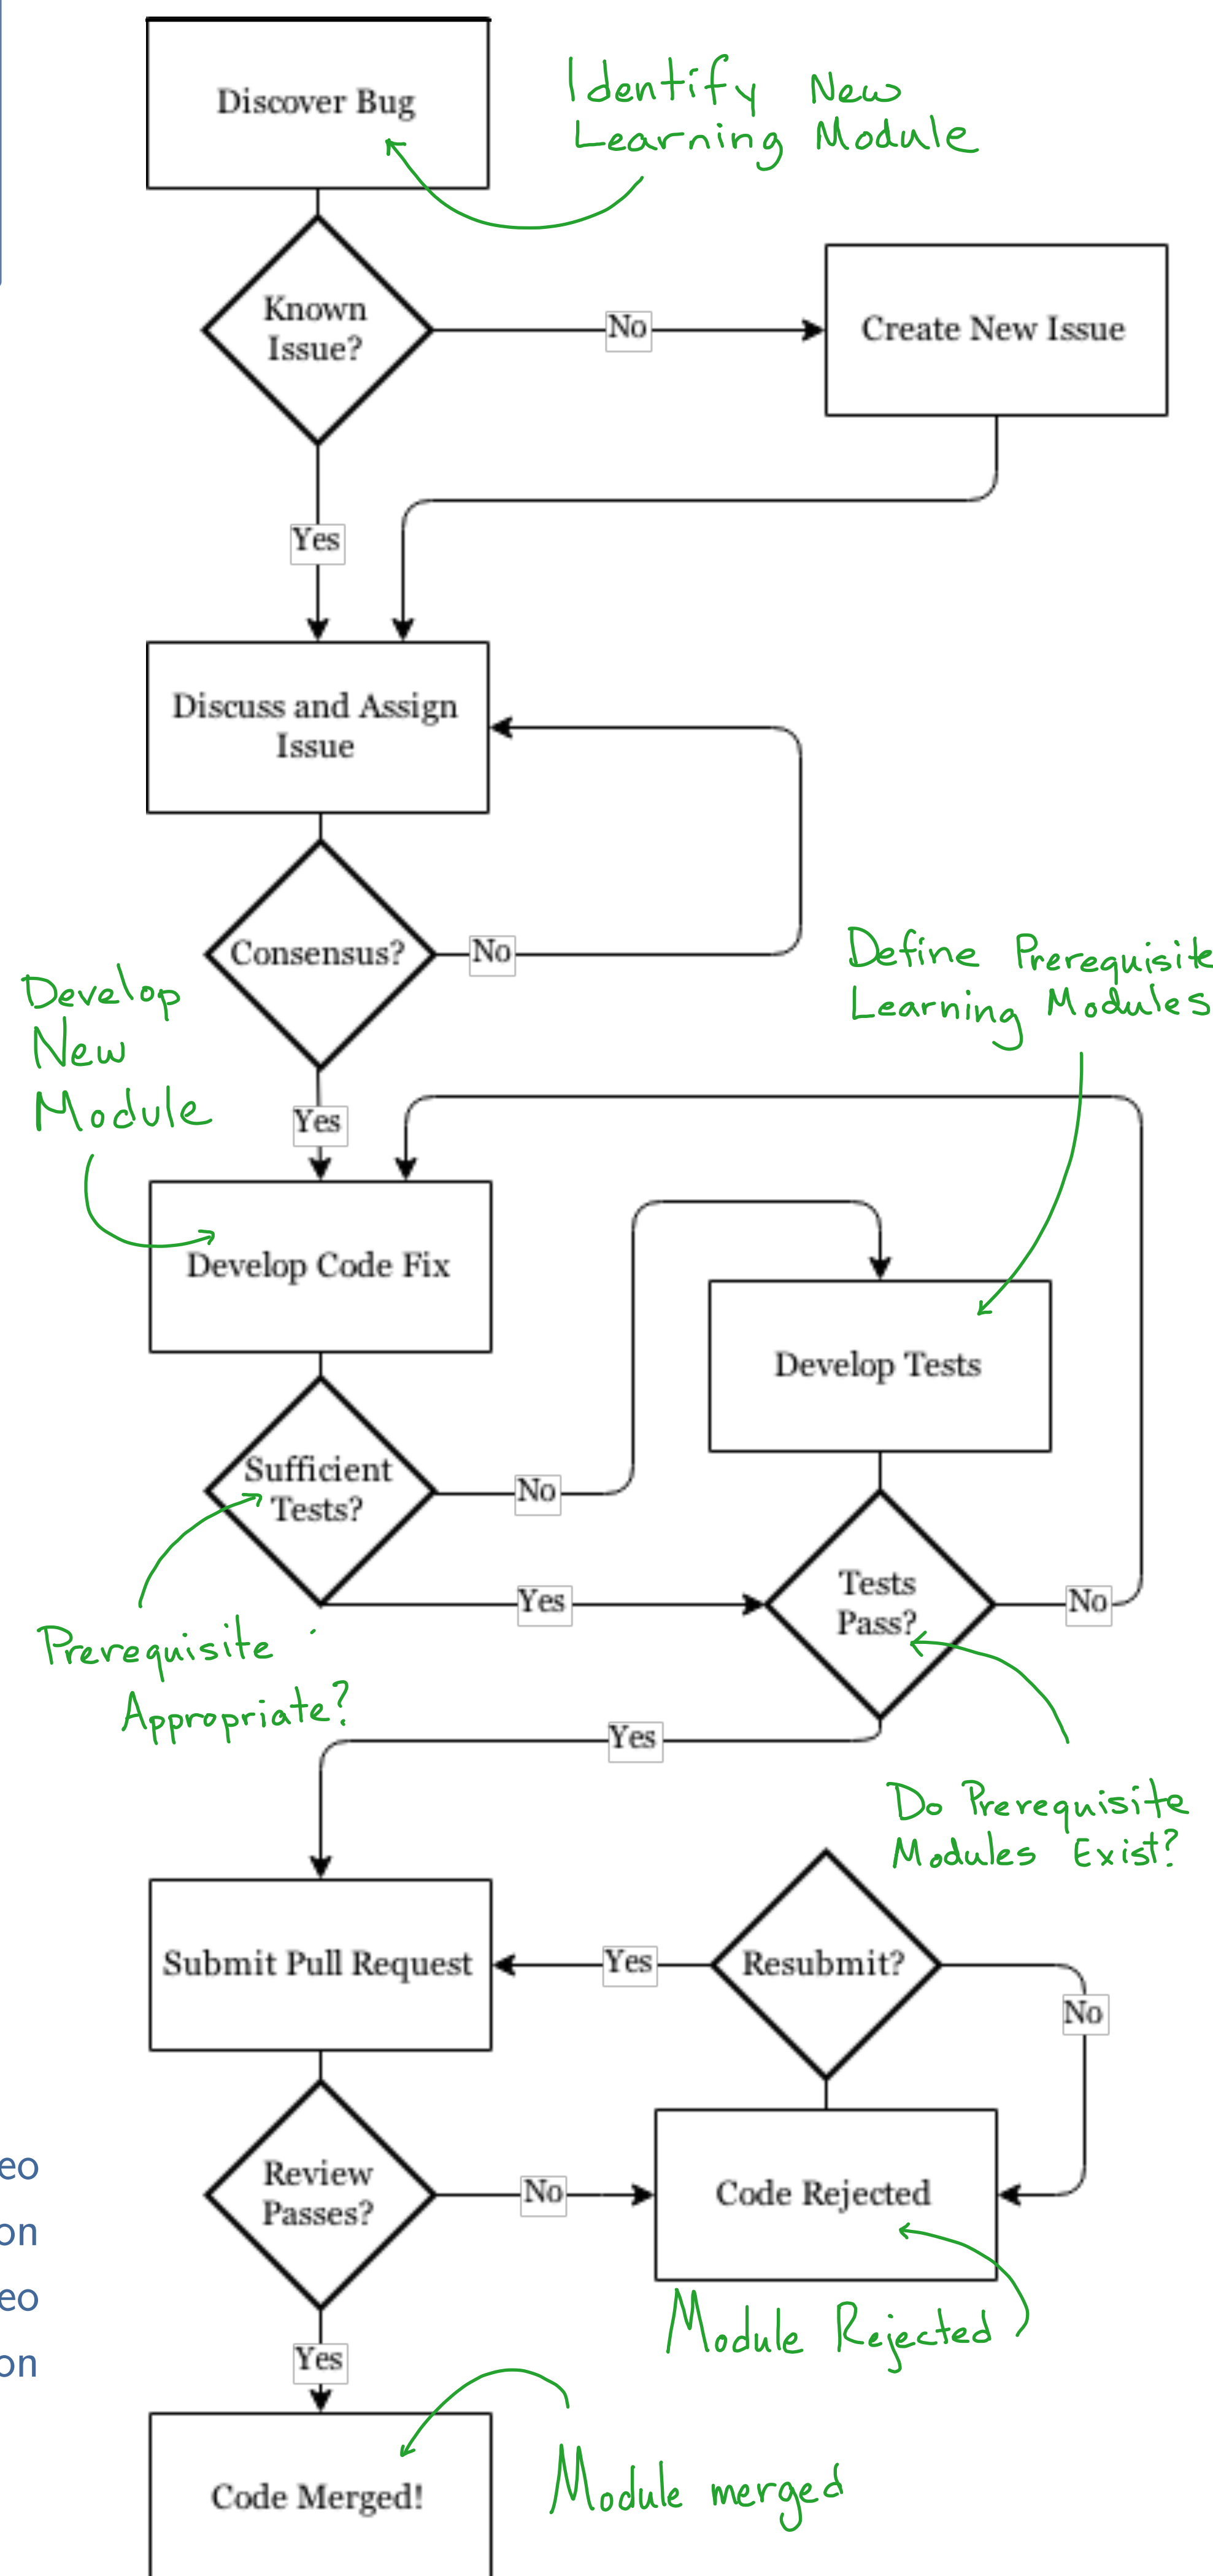 Discover Bug
Identify New
Learning Module
Known
Issue?
No
Create New Issue
Yes
Discuss and Assign
Issue
Consensus?
No
Define Prerequisite
Learning Modules
Develop
New
Module
Yes
Develop Code Fix
Develop Tests
Sufficient
Tests?
No
Yes
Tests
Pass?
No
Prerequisite
Appropriate?
Yes
Do Prerequisite
Modules Exist?
Submit Pull Request
Yes
Resubmit?
No
Review
Passes?
No
Code Rejected
Module Rejected
Yes
Code Merged!
Module merged
eo
on
eo
on